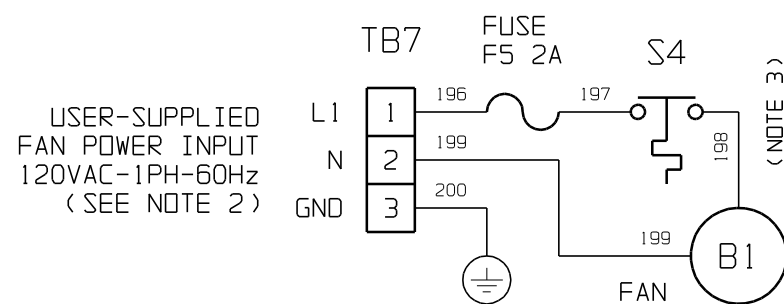 FUSE
F5 2A
TB7
S4
(NOTE 3)
USER-SUPPLIED
FAN POWER INPUT
120VAC-1PH-60Hz
(SEE NOTE 2)
L1 1 196 197
N 2 199 198
GND 3 200
199
B1
FAN